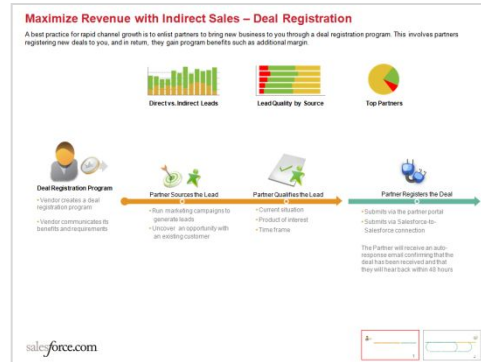 Maximize Revenue with Indirect Sales – Deal Registration
A best practice for rapid channel growth is to enlist partners to bring new business to you through a deal registration program. This involves partners
registering new deals to you, and in return, they gain program benefits such as additional margin.
Direct vs. Indirect Leads
Lead Quality by Source
Top Partners
Deal Registration Program
• Vendor creates a deal
registration program
• Vendor communicates its
benefits and requirements
Partner Sources the Lead
• Run marketing campaigns to
generate leads
• Uncover an opportunity with
an existing customer
Partner Qualifies the Lead
• Current situation
• Product of interest
• Time frame
Partner Registers the Deal
• Submits via the partner portal
• Submits via Salesforce-to-
Salesforce connection
The Partner will receive an auto-
response email confirming that the
deal has been received and that
they will hear back within 48 hours
salesforce.com